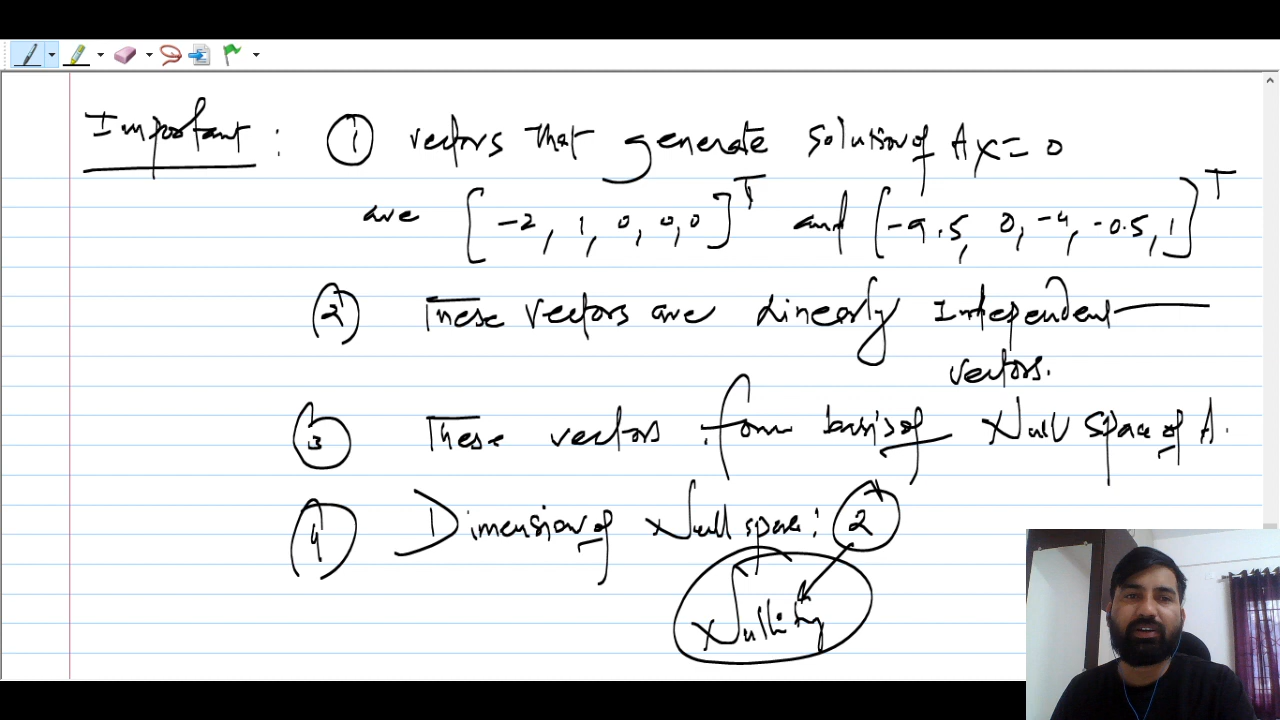 Important : ① vectors that generate solution of AX = 0
are [-2, 1, 0, 0, 0]ᵀ and [-9.5, 0, -4, -0.5, 1]ᵀ
② These vectors are Linearly Independent
vectors.
③ These vectors form basis of Null space of A.
④ Dimension of Null space : 2
Nullity